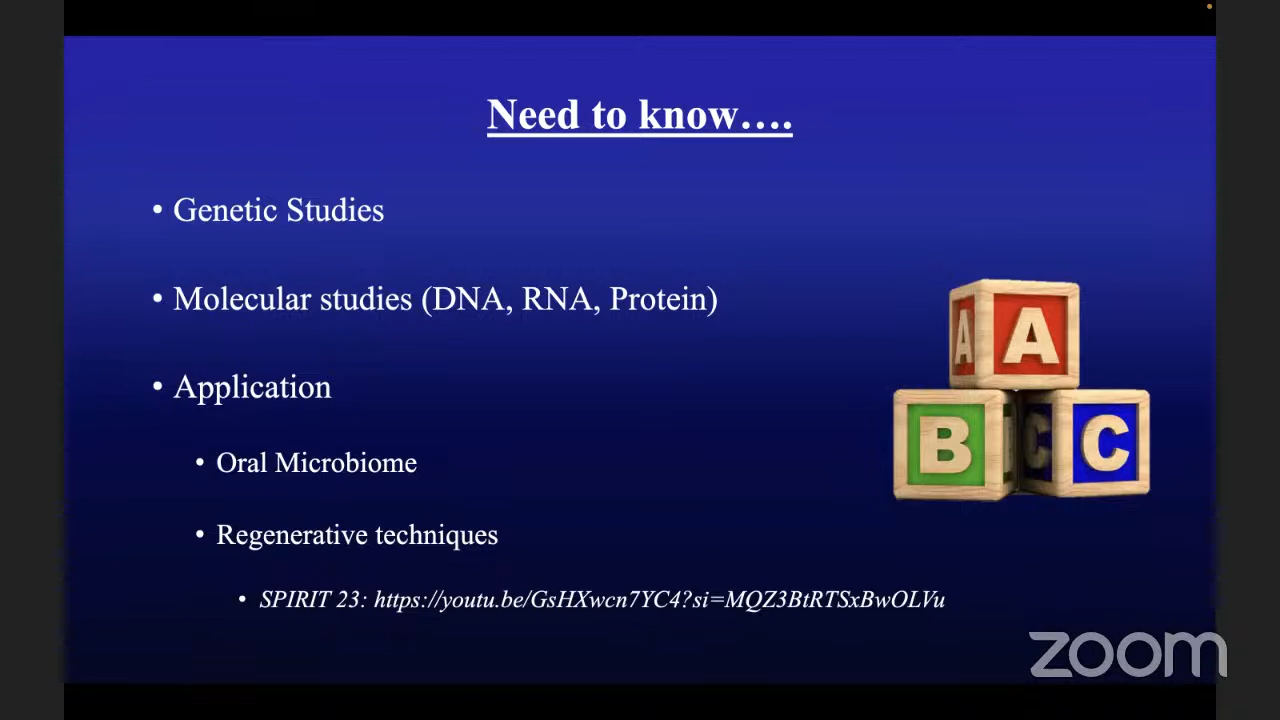 Need to know….
• Genetic Studies
• Molecular studies (DNA, RNA, Protein)
• Application
• Oral Microbiome
• Regenerative techniques
• SPIRIT 23: https://youtu.be/GsHXwcn7YC4?si=MQZ3BtRTSxBwOLVu
A A
B C C
zoom